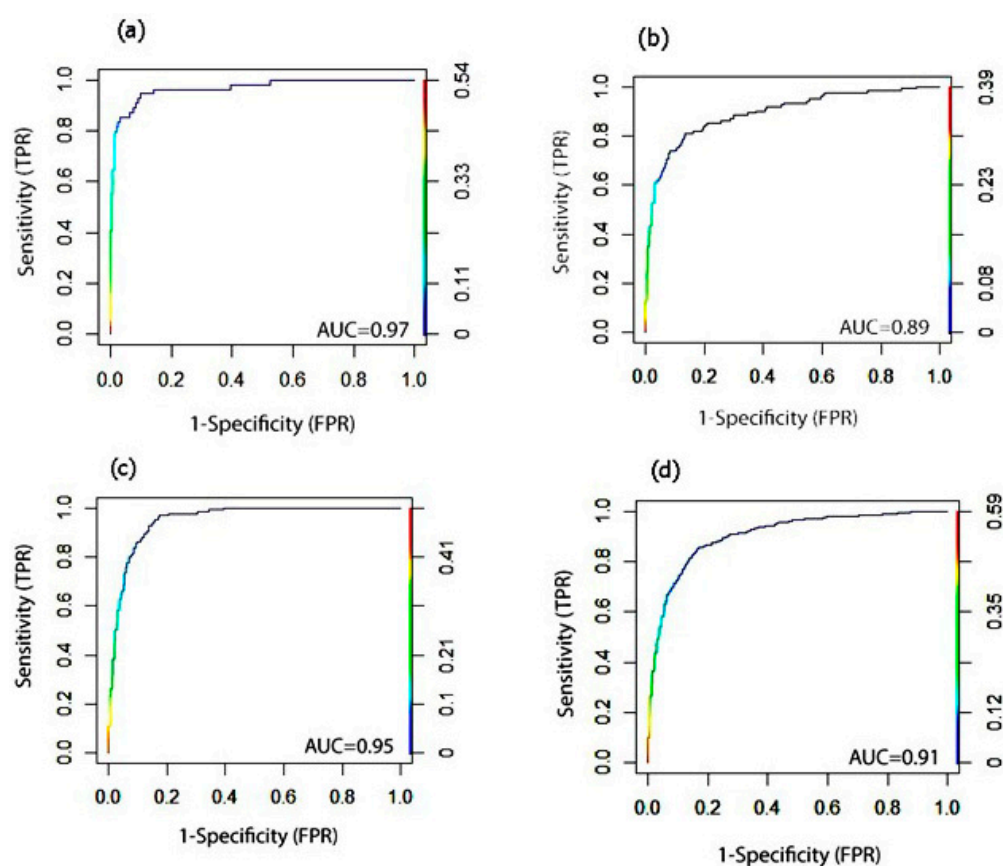 (a)
Sensitivity (TPR)
0.0 0.2 0.4 0.6 0.8 1.0
0 0.11 0.33 0.54
AUC=0.97
0.0 0.2 0.4 0.6 0.8 1.0
1-Specificity (FPR)
(b)
Sensitivity (TPR)
0.0 0.2 0.4 0.6 0.8 1.0
0 0.08 0.23 0.39
AUC=0.89
0.0 0.2 0.4 0.6 0.8 1.0
1-Specificity (FPR)
(c)
Sensitivity (TPR)
0.0 0.2 0.4 0.6 0.8 1.0
0 0.1 0.21 0.41
AUC=0.95
0.0 0.2 0.4 0.6 0.8 1.0
1-Specificity (FPR)
(d)
Sensitivity (TPR)
0.0 0.2 0.4 0.6 0.8 1.0
0 0.12 0.35 0.59
AUC=0.91
0.0 0.2 0.4 0.6 0.8 1.0
1-Specificity (FPR)